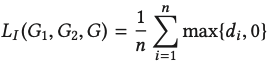 L_I(G_1, G_2, G) = \frac{1}{n} \sum_{i=1}^{n} \max\{d_i, 0\}